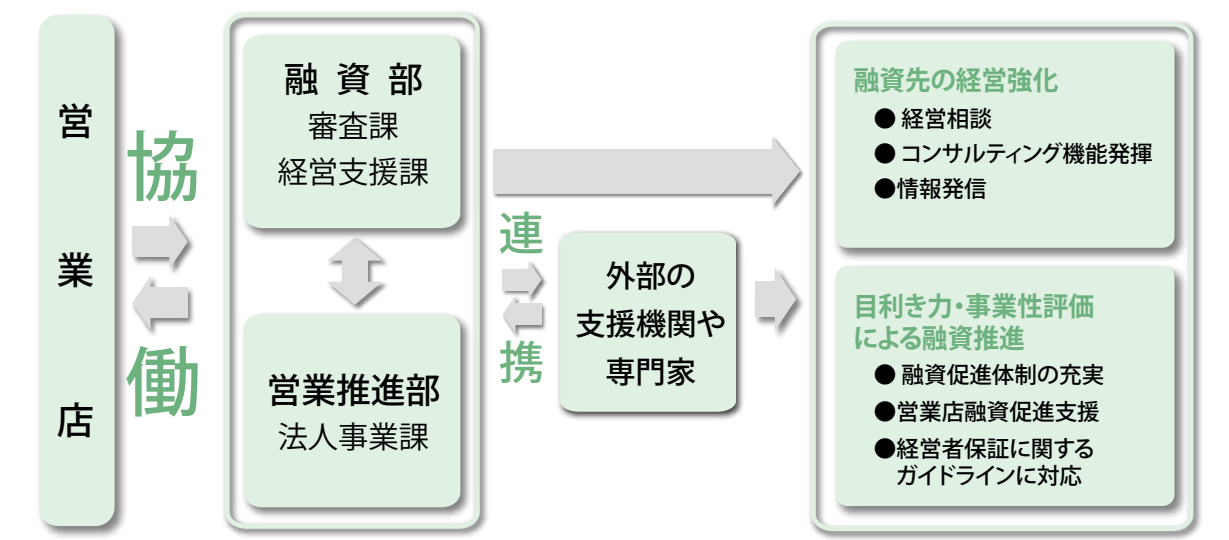 営業店
協働
融資部
審査課
経営支援課
営業推進部
法人事業課
連携
外部の
支援機関や
専門家
融資先の経営強化
● 経営相談
● コンサルティング機能発揮
●情報発信
目利き力・事業性評価
による融資推進
● 融資促進体制の充実
●営業店融資促進支援
●経営者保証に関する
ガイドラインに対応